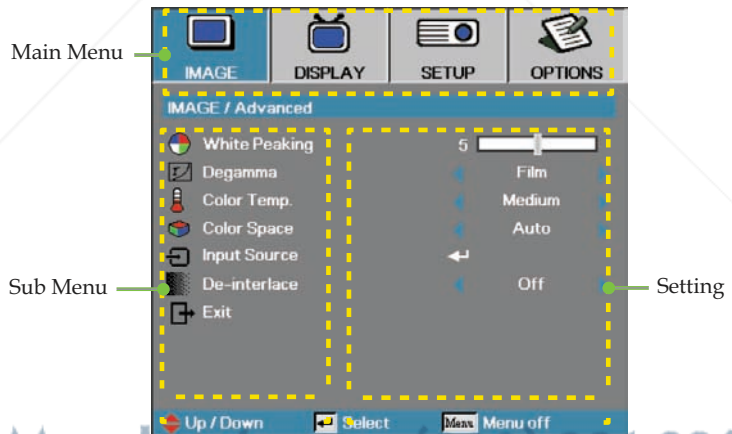 Main Menu
IMAGE DISPLAY SETUP OPTIONS
IMAGE / Advanced
White Peaking 5
Degamma Film
Color Temp. Medium
Color Space Auto
Input Source
De-interlace Off
Exit
Sub Menu
Setting
Up / Down Select Menu Menu off